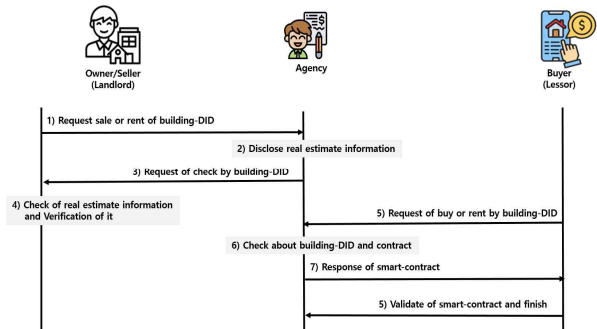 Owner/Seller
(Landlord)
Agency
Buyer
(Lessor)
1) Request sale or rent of building-DID
2) Disclose real estimate information
3) Request of check by building-DID
4) Check of real estimate information
and Verification of it
5) Request of buy or rent by building-DID
6) Check about building-DID and contract
7) Response of smart-contract
5) Validate of smart-contract and finish